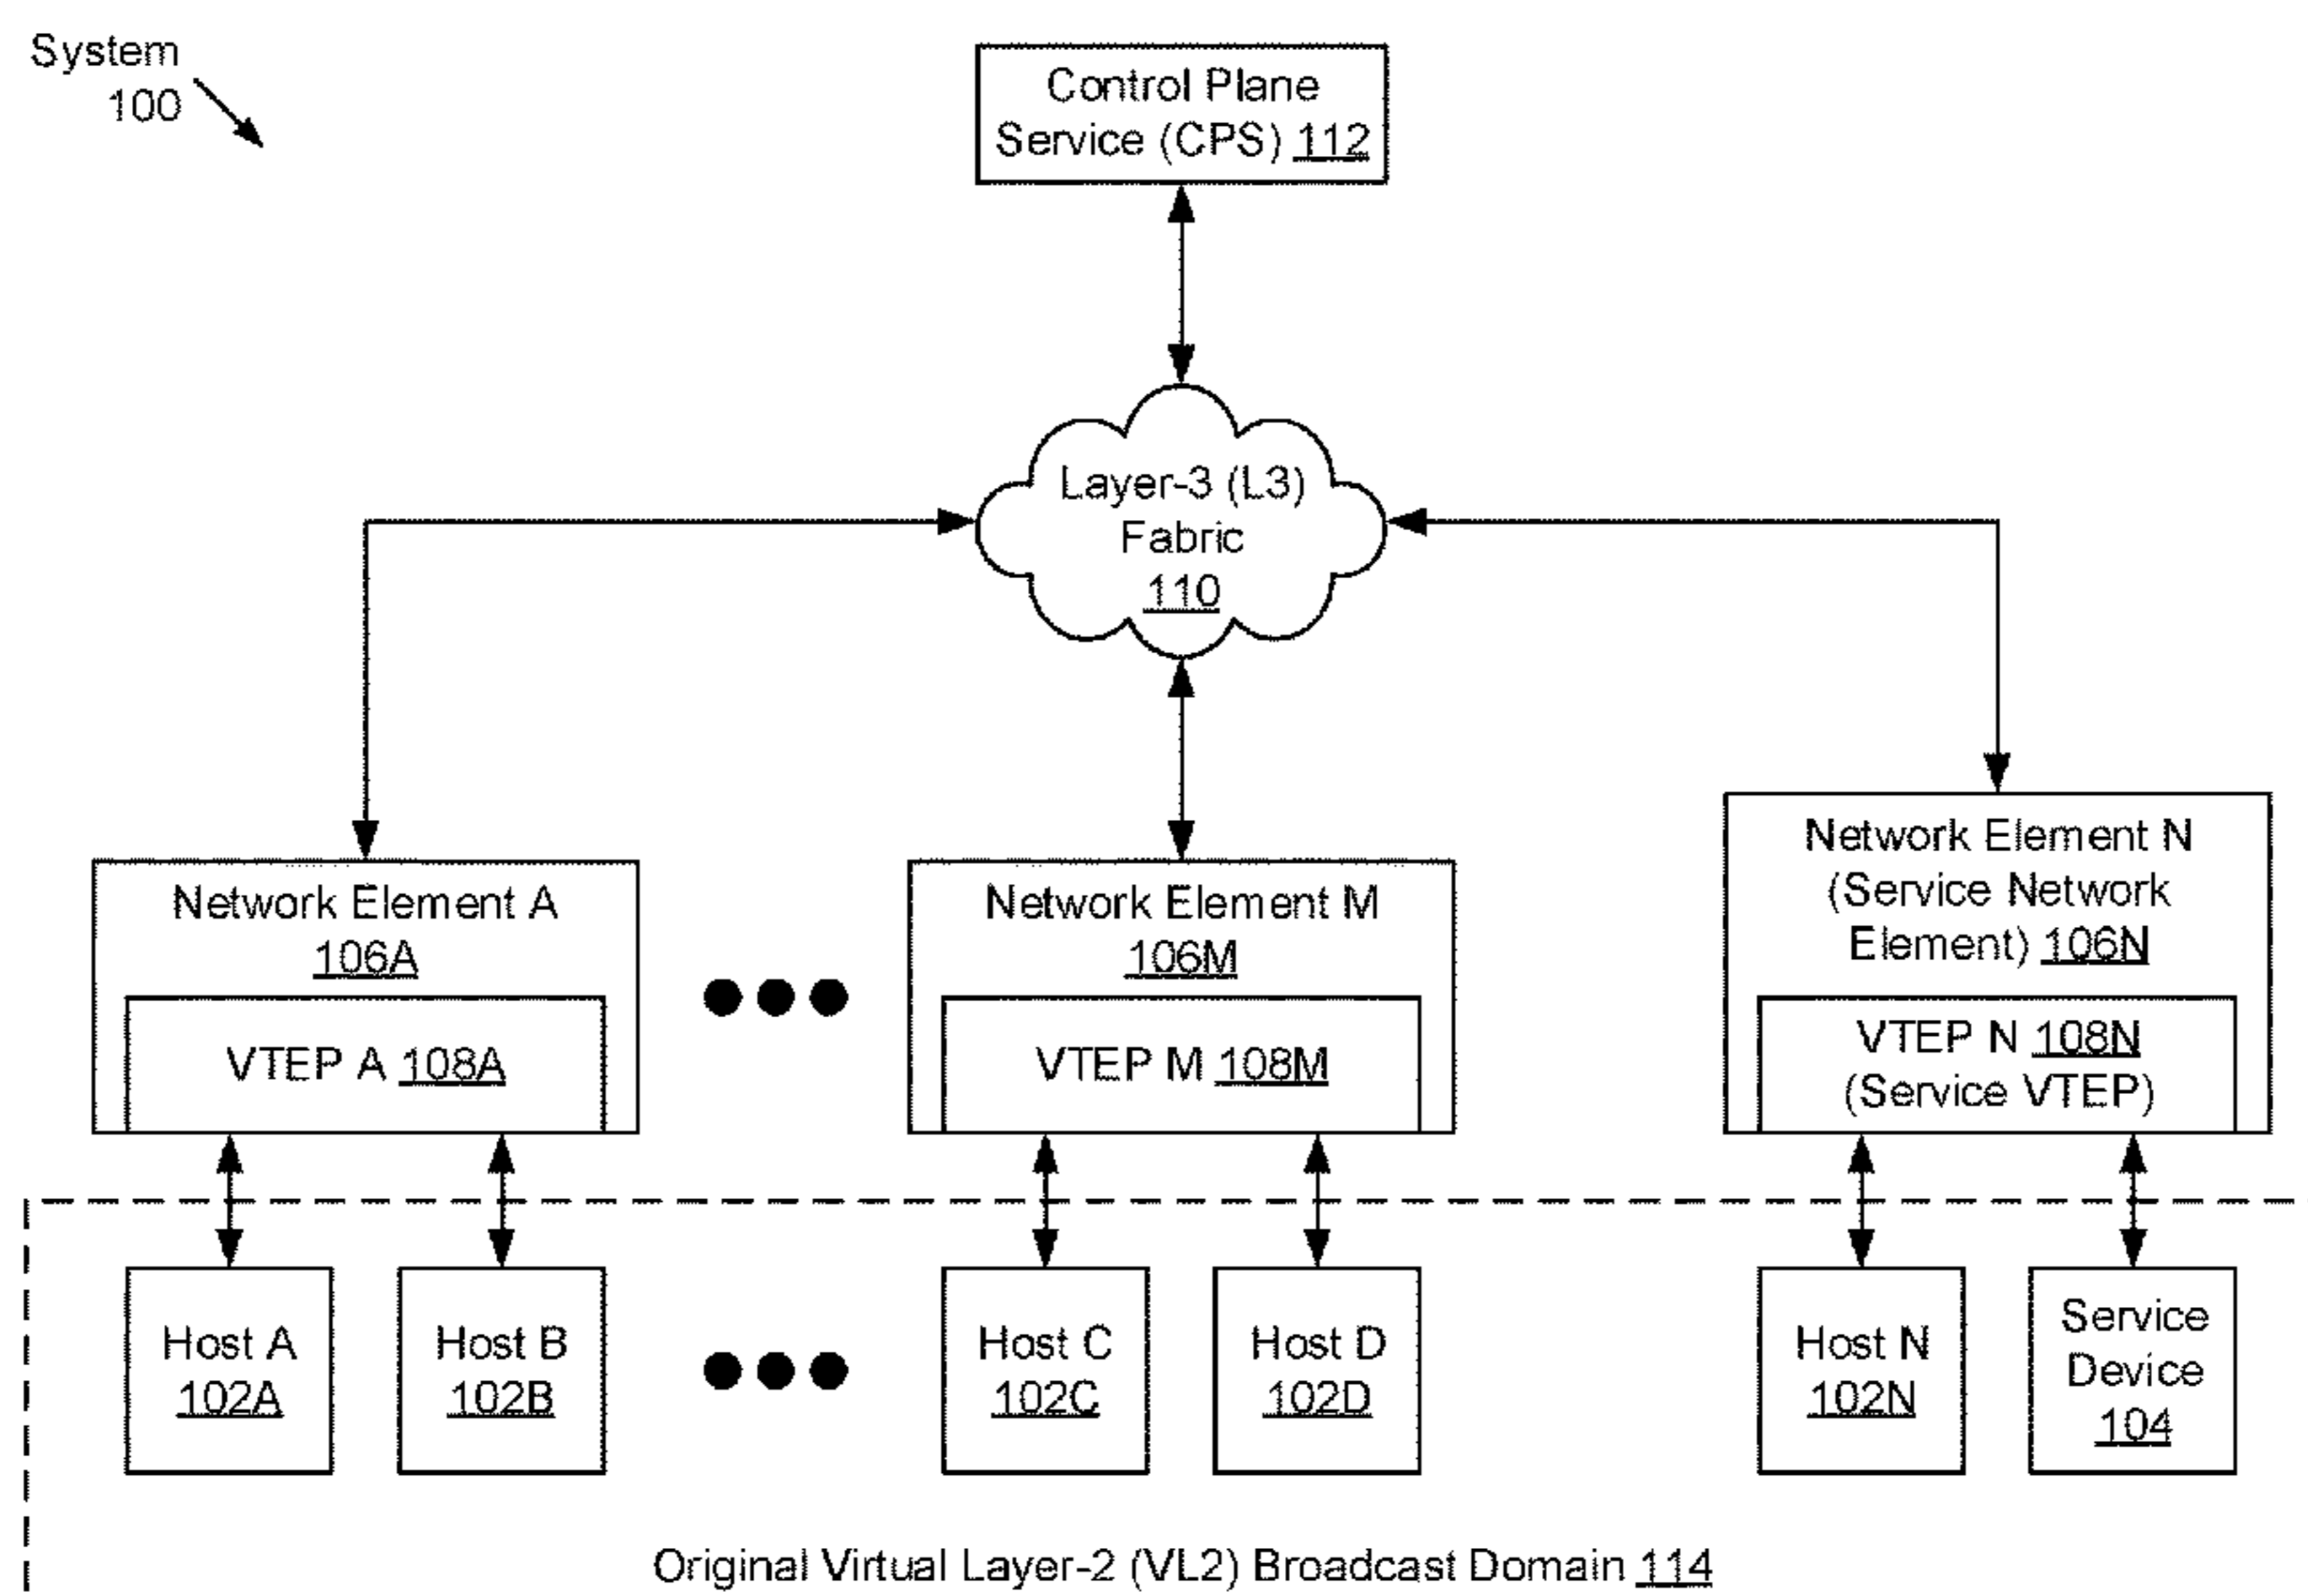 System
100
Control Plane
Service (CPS) 112
Layer-3 (L3)
Fabric
110
Network Element A
106A
VTEP A 108A
Network Element M
106M
VTEP M 108M
Network Element N
(Service Network
Element) 106N
VTEP N 108N
(Service VTEP)
Host A
102A
Host B
102B
Host C
102C
Host D
102D
Host N
102N
Service
Device
104
Original Virtual Layer-2 (VL2) Broadcast Domain 114